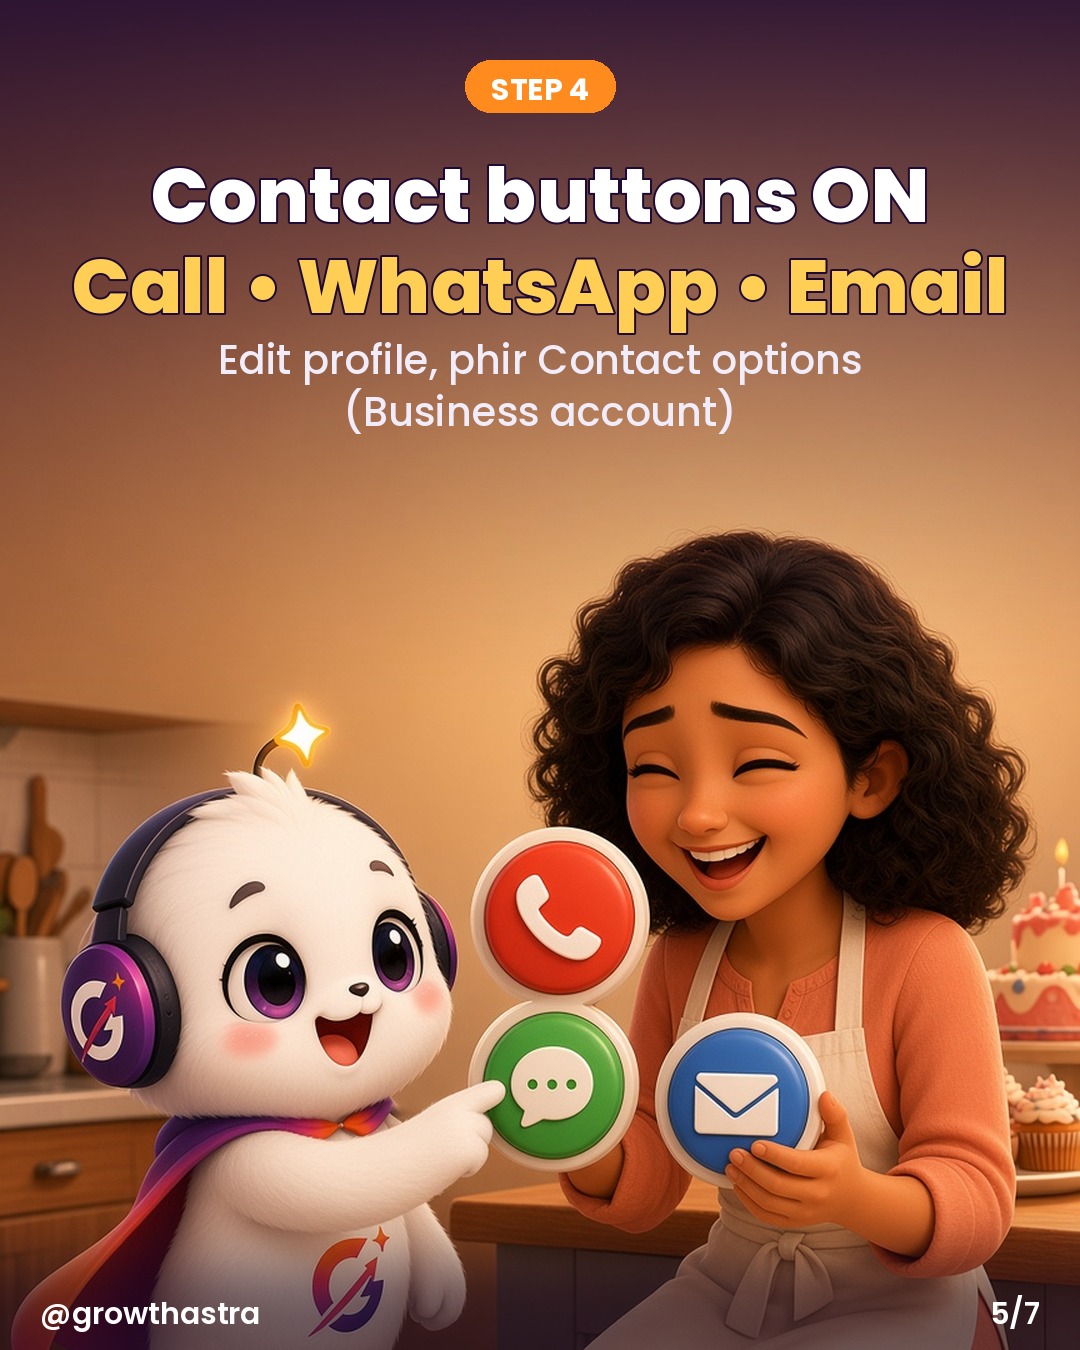 STEP 4
Contact buttons ON
Call • WhatsApp • Email
Edit profile, phir Contact options
(Business account)
@growthastra
5/7